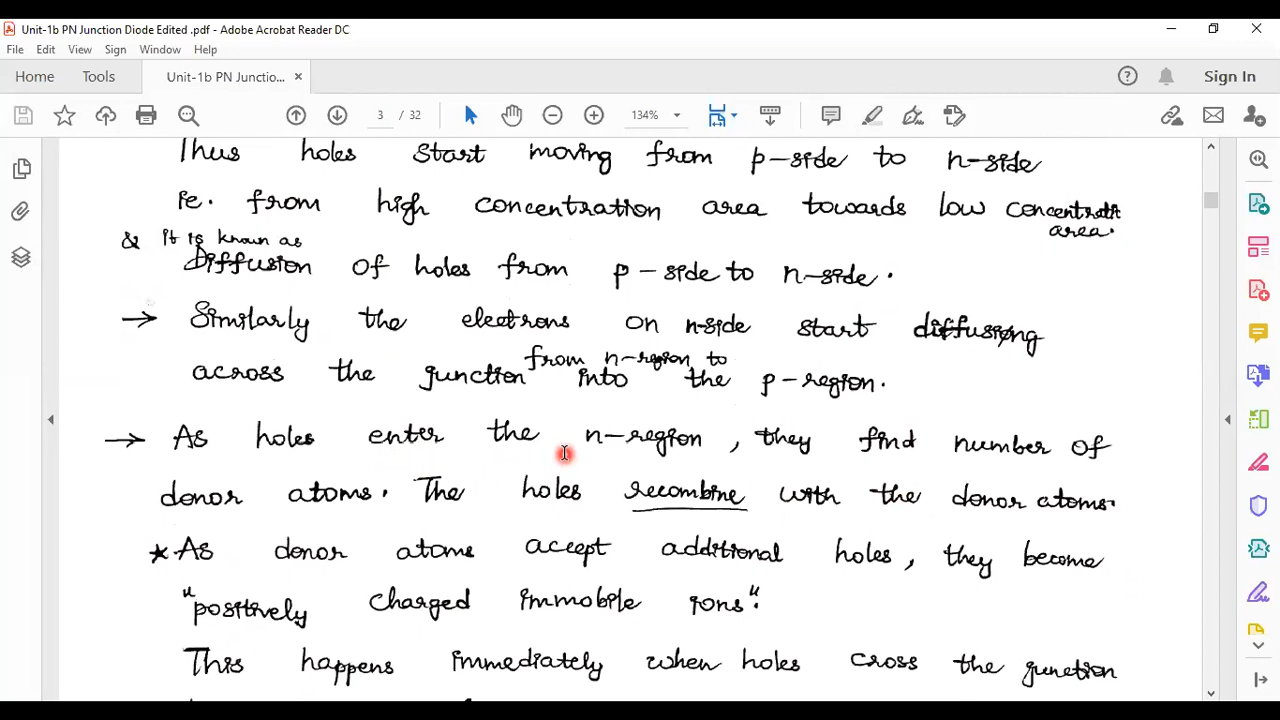 Unit-1b PN Junction Diode Edited .pdf - Adobe Acrobat Reader DC
File Edit View Sign Window Help
Home Tools Unit-1b PN Junctio... × Sign In
3 / 32 134%
Thus holes start moving from p-side to n-side
ie. from high concentration area towards low concentrati
area.
& it is known as
Diffusion of holes from p-side to n-side.
→ Similarly the electrons on n-side start diffusing
from n-region to
across the junction into the p-region.
→ As holes enter the n-region, they find number of
donor atoms. The holes recombine with the donor atoms.
* As donor atoms accept additional holes, they become
"positively charged immobile ions".
This happens immediately when holes cross the junction